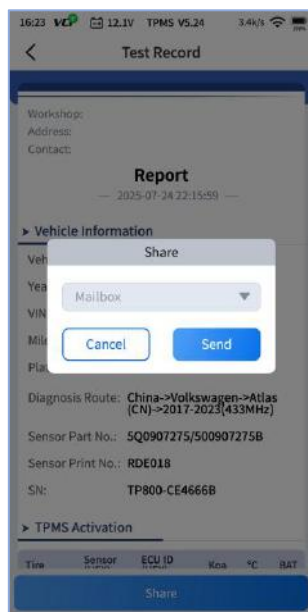 16:23 VCI 12.1V TPMS V5.24 3.4k/s
Test Record
Workshop:
Address:
Contact:
Report
2025-07-24 22:15:59
Vehicle Information
Share
Mailbox
Cancel Send
Diagnosis Route: China->Volkswagen->Atlas
(CN)->2017-2023(433MHz)
Sensor Part No.: 5Q0907275/500907275B
Sensor Print No.: RDE018
SN: TP800-CE4666B
TPMS Activation
Tire Sensor ECU ID Kpa °C BAT
Share